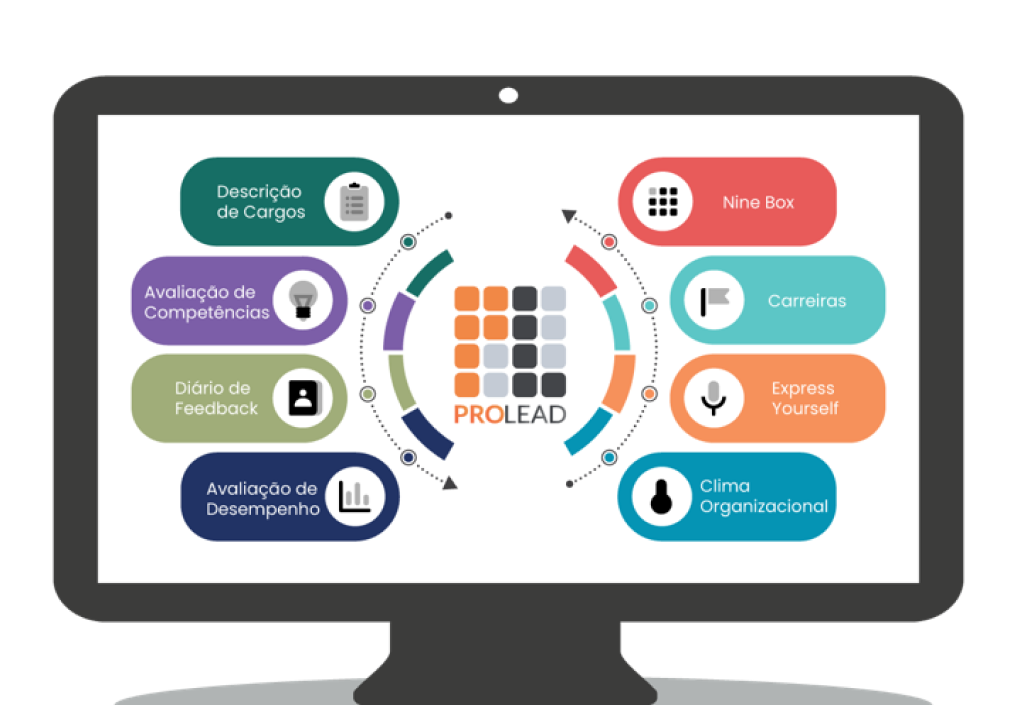 Descrição
de Cargos
Avaliação de
Competências
Diário de
Feedback
Avaliação de
Desempenho
PROLEAD
Nine Box
Carreiras
Express
Yourself
Clima
Organizacional